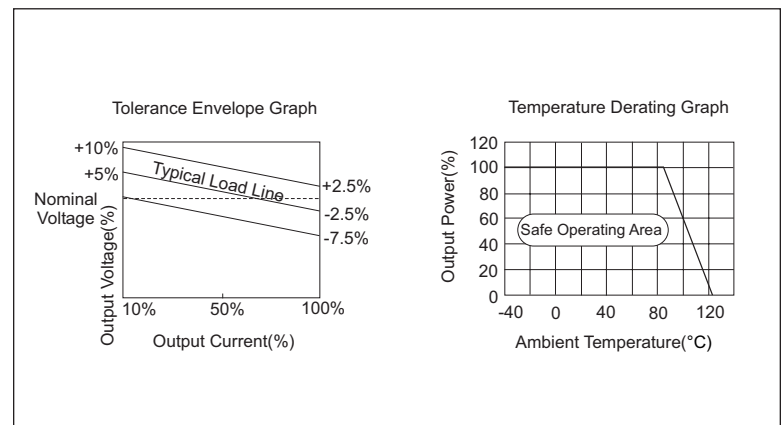 Tolerance Envelope Graph
+10%
+5%
Nominal
Voltage
Output Voltage(%)
Typical Load Line
+2.5%
-2.5%
-7.5%
10%
50%
100%
Output Current(%)
Temperature Derating Graph
Output Power(%)
120
100
80
60
40
20
0
Safe Operating Area
-40
0
40
80
120
Ambient Temperature(°C)